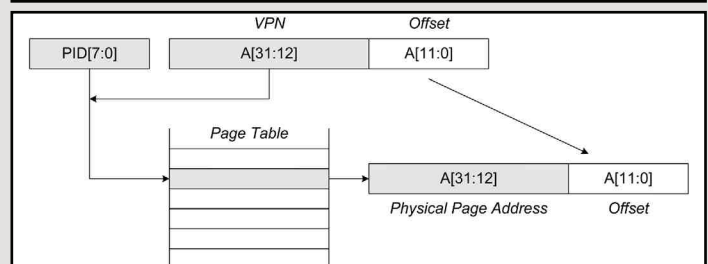 VPN Offset
PID[7:0] A[31:12] A[11:0]
Page Table
A[31:12] A[11:0]
Physical Page Address Offset